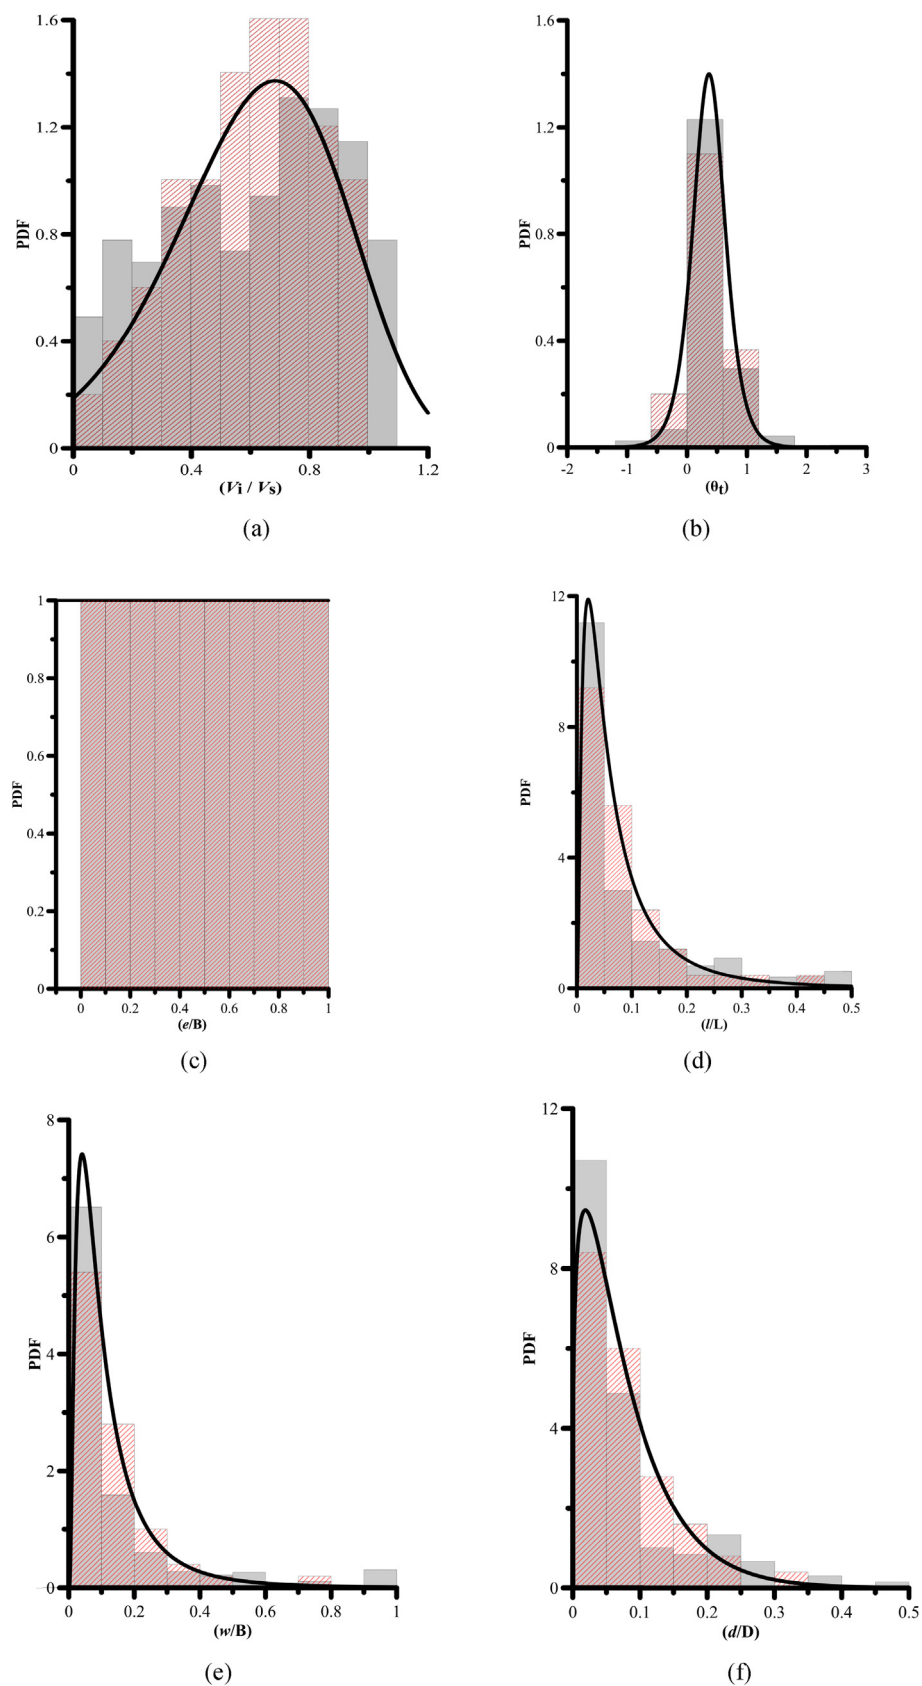 1.6
1.2
0.8
0.4
0
PDF
0 0.4 0.8 1.2
(Vi / Vs)
(a)
1.6
1.2
0.8
0.4
0
PDF
-2 -1 0 1 2 3
(θt)
(b)
1
0.8
0.6
0.4
0.2
0
PDF
0 0.2 0.4 0.6 0.8 1
(e/B)
(c)
12
8
4
0
PDF
0 0.1 0.2 0.3 0.4 0.5
(l/L)
(d)
8
6
4
2
0
PDF
0 0.2 0.4 0.6 0.8 1
(w/B)
(e)
12
8
4
0
PDF
0 0.1 0.2 0.3 0.4 0.5
(d/D)
(f)